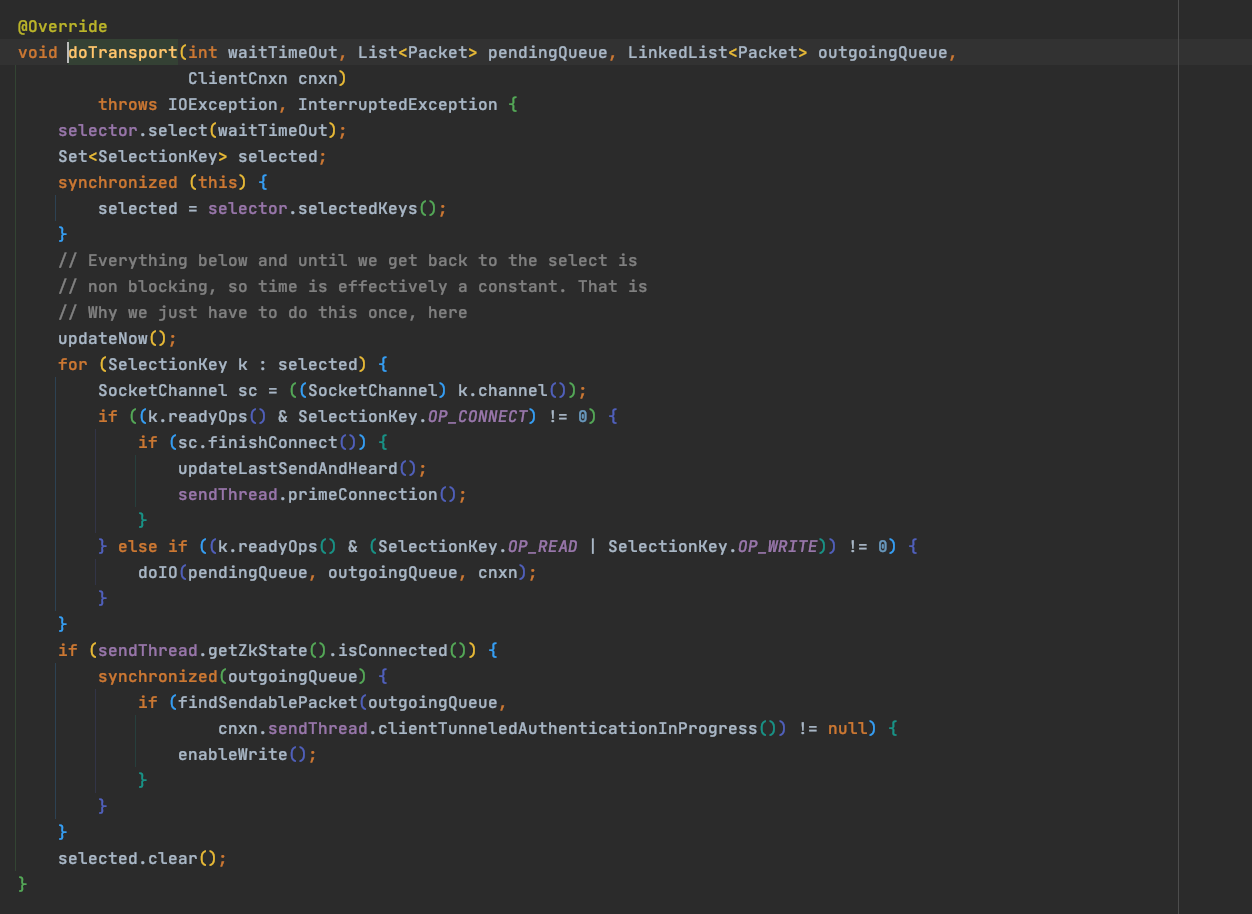 @Override
void doTransport(int waitTimeOut, List<Packet> pendingQueue, LinkedList<Packet> outgoingQueue,
                 ClientCnxn cnxn)
        throws IOException, InterruptedException {
    selector.select(waitTimeOut);
    Set<SelectionKey> selected;
    synchronized (this) {
        selected = selector.selectedKeys();
    }
    // Everything below and until we get back to the select is
    // non blocking, so time is effectively a constant. That is
    // Why we just have to do this once, here
    updateNow();
    for (SelectionKey k : selected) {
        SocketChannel sc = ((SocketChannel) k.channel());
        if ((k.readyOps() & SelectionKey.OP_CONNECT) != 0) {
            if (sc.finishConnect()) {
                updateLastSendAndHeard();
                sendThread.primeConnection();
            }
        } else if ((k.readyOps() & (SelectionKey.OP_READ | SelectionKey.OP_WRITE)) != 0) {
            doIO(pendingQueue, outgoingQueue, cnxn);
        }
    }
    if (sendThread.getZkState().isConnected()) {
        synchronized(outgoingQueue) {
            if (findSendablePacket(outgoingQueue,
                    cnxn.sendThread.clientTunneledAuthenticationInProgress()) != null) {
                enableWrite();
            }
        }
    }
    selected.clear();
}